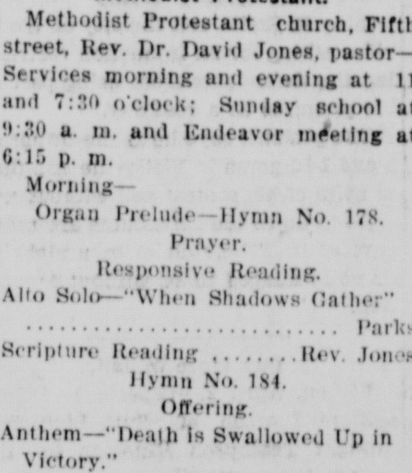 Methodist Protestant.
Methodist Protestant church, Fifth
street, Rev. Dr. David Jones, pastor—
Services morning and evening at 11
and 7:30 o'clock; Sunday school at
9:30 a. m. and Endeavor meeting at
6:15 p. m.
Morning—
Organ Prelude—Hymn No. 178.
Prayer.
Responsive Reading.
Alto Solo—"When Shadows Gather"
............................ Parks
Scripture Reading ........Rev. Jones
Hymn No. 184.
Offering.
Anthem—"Death is Swallowed Up in
Victory."